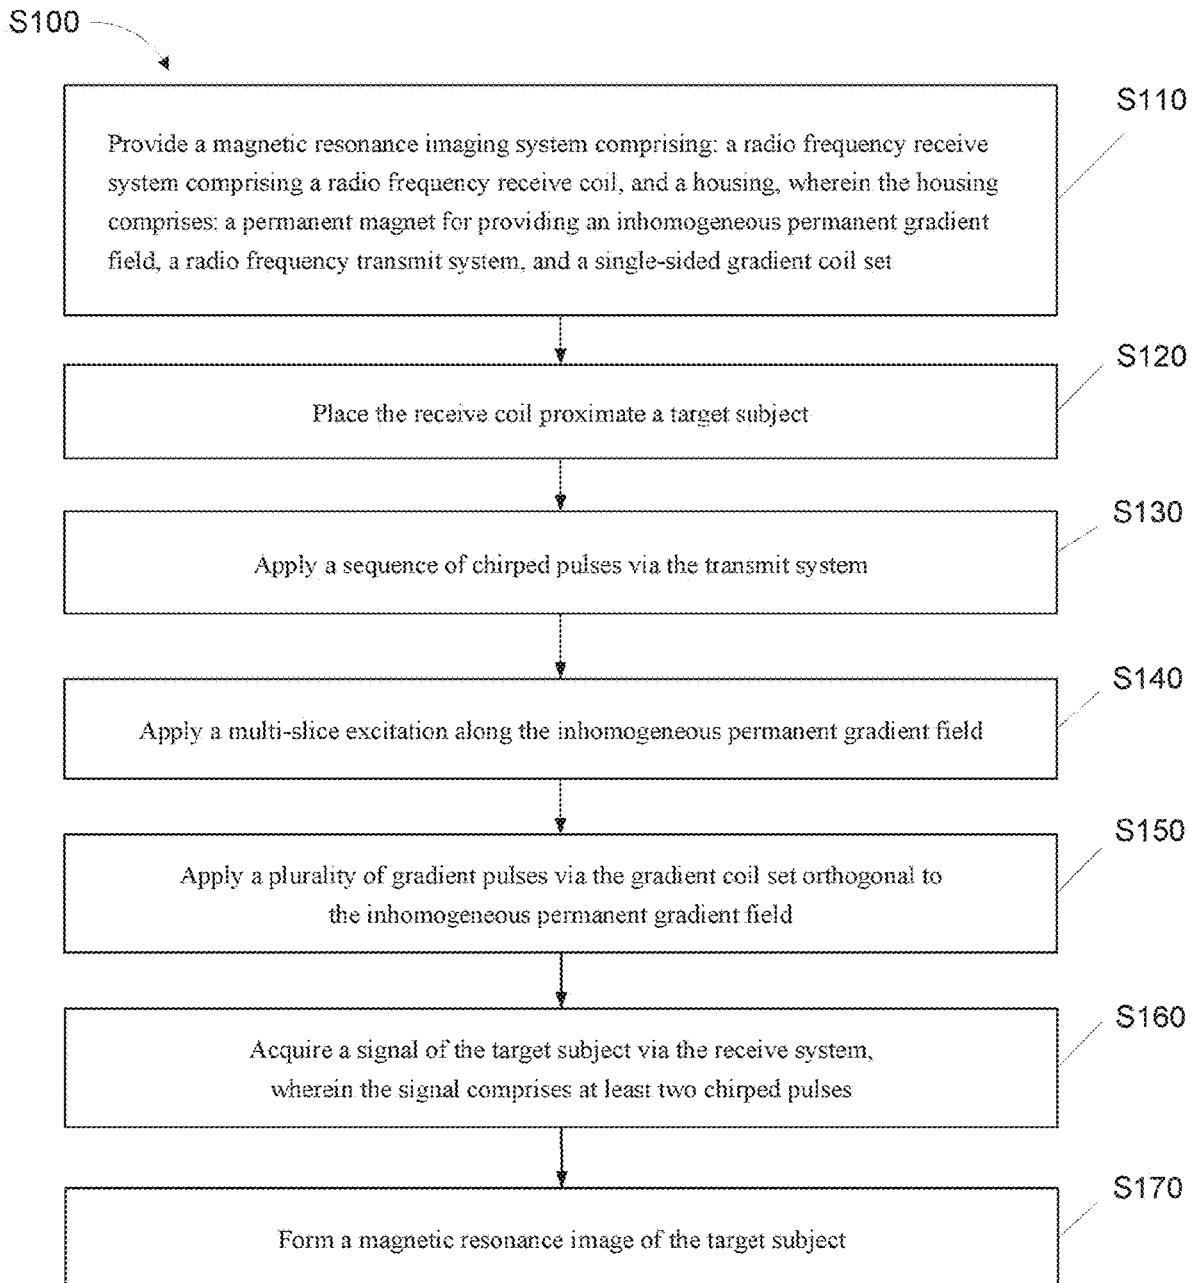 S100
S110
Provide a magnetic resonance imaging system comprising: a radio frequency receive
system comprising a radio frequency receive coil, and a housing, wherein the housing
comprises: a permanent magnet for providing an inhomogeneous permanent gradient
field, a radio frequency transmit system, and a single-sided gradient coil set
S120
Place the receive coil proximate a target subject
S130
Apply a sequence of chirped pulses via the transmit system
S140
Apply a multi-slice excitation along the inhomogeneous permanent gradient field
S150
Apply a plurality of gradient pulses via the gradient coil set orthogonal to
the inhomogeneous permanent gradient field
S160
Acquire a signal of the target subject via the receive system,
wherein the signal comprises at least two chirped pulses
S170
Form a magnetic resonance image of the target subject